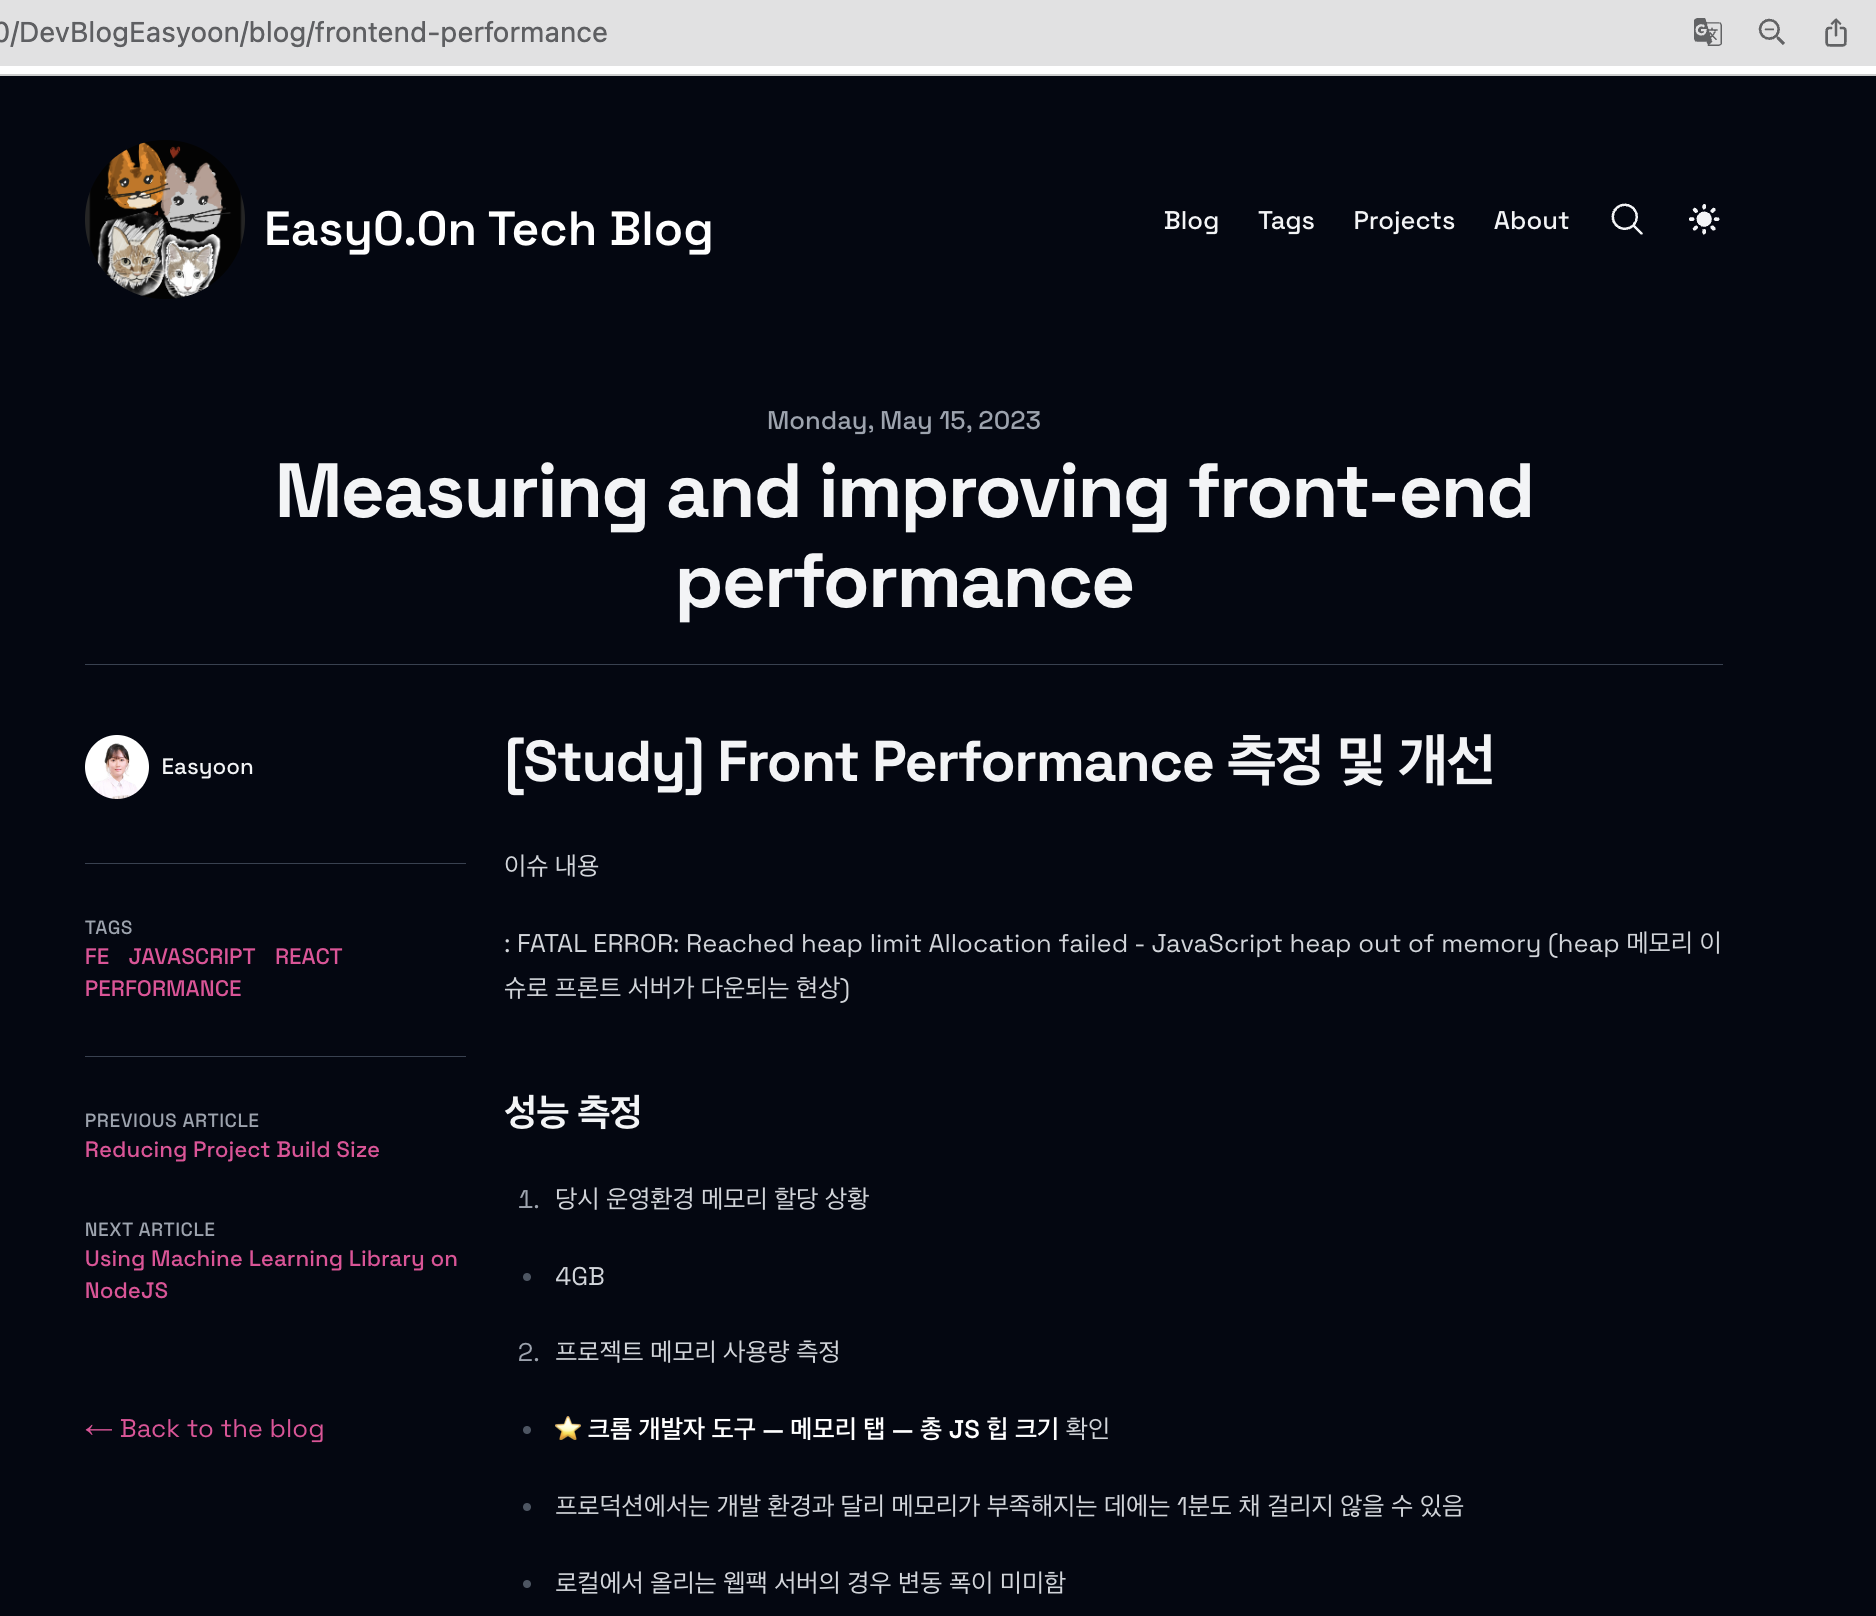 0/DevBlogEasyoon/blog/frontend-performance
Easy0.0n Tech Blog
Blog Tags Projects About
Monday, May 15, 2023
Measuring and improving front-end
performance
Easyoon
TAGS
FE JAVASCRIPT REACT
PERFORMANCE
PREVIOUS ARTICLE
Reducing Project Build Size
NEXT ARTICLE
Using Machine Learning Library on
NodeJS
← Back to the blog
[Study] Front Performance 측정 및 개선
이슈 내용
: FATAL ERROR: Reached heap limit Allocation failed - JavaScript heap out of memory (heap 메모리 이
슈로 프론트 서버가 다운되는 현상)
성능 측정
1. 당시 운영환경 메모리 할당 상황
• 4GB
2. 프로젝트 메모리 사용량 측정
• ⭐ 크롬 개발자 도구 — 메모리 탭 — 총 JS 힙 크기 확인
• 프로덕션에서는 개발 환경과 달리 메모리가 부족해지는 데에는 1분도 채 걸리지 않을 수 있음
• 로컬에서 올리는 웹팩 서버의 경우 변동 폭이 미미함